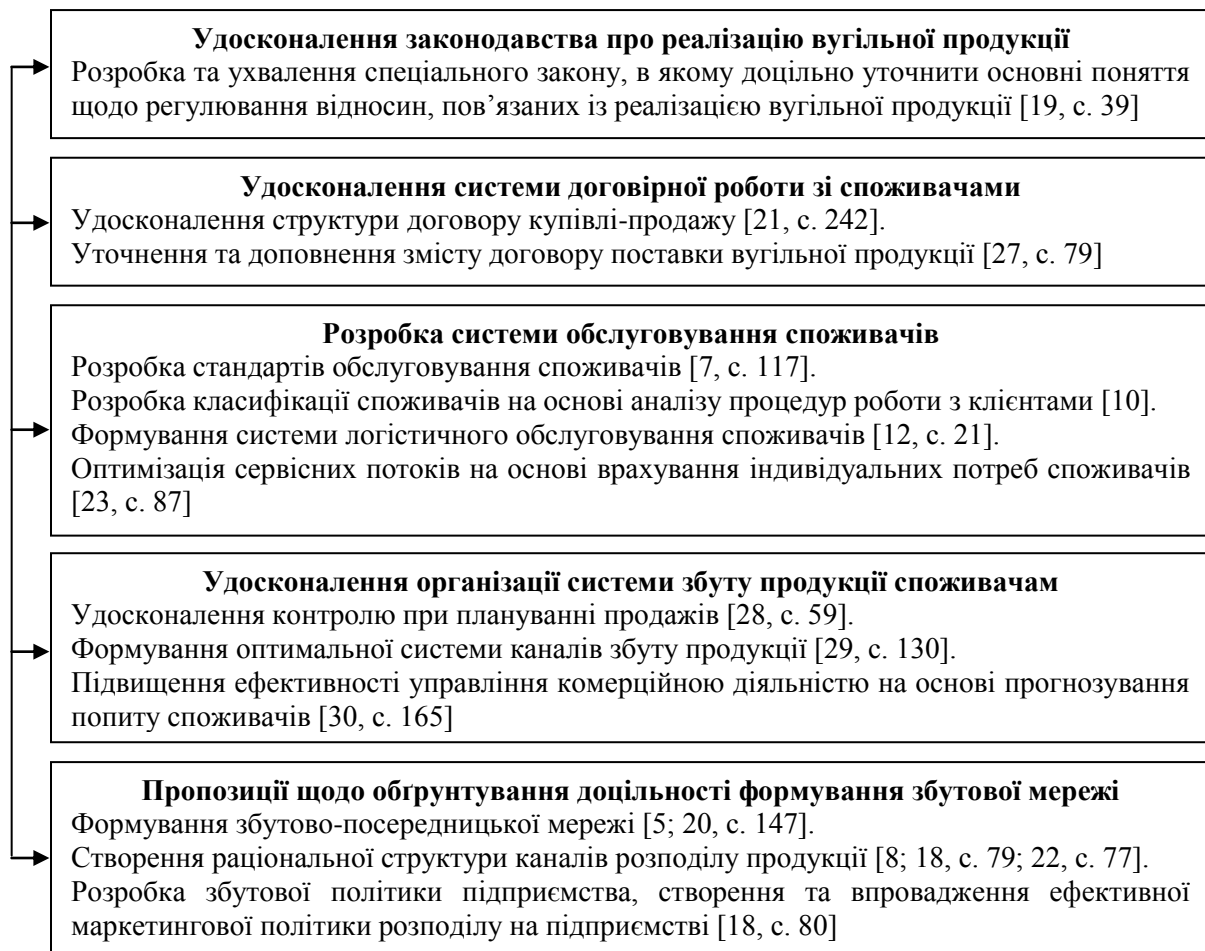 Удосконалення законодавства про реалізацію вугільної продукції
Розробка та ухвалення спеціального закону, в якому доцільно уточнити основні поняття
щодо регулювання відносин, пов’язаних із реалізацією вугільної продукції [19, с. 39]
Удосконалення системи договірної роботи зі споживачами
Удосконалення структури договору купівлі-продажу [21, с. 242].
Уточнення та доповнення змісту договору поставки вугільної продукції [27, с. 79]
Розробка системи обслуговування споживачів
Розробка стандартів обслуговування споживачів [7, с. 117].
Розробка класифікації споживачів на основі аналізу процедур роботи з клієнтами [10].
Формування системи логістичного обслуговування споживачів [12, с. 21].
Оптимізація сервісних потоків на основі врахування індивідуальних потреб споживачів
[23, с. 87]
Удосконалення організації системи збуту продукції споживачам
Удосконалення контролю при плануванні продажів [28, с. 59].
Формування оптимальної системи каналів збуту продукції [29, с. 130].
Підвищення ефективності управління комерційною діяльністю на основі прогнозування
попиту споживачів [30, с. 165]
Пропозиції щодо обґрунтування доцільності формування збутової мережі
Формування збутово-посередницької мережі [5; 20, с. 147].
Створення раціональної структури каналів розподілу продукції [8; 18, с. 79; 22, с. 77].
Розробка збутової політики підприємства, створення та впровадження ефективної
маркетингової політики розподілу на підприємстві [18, с. 80]